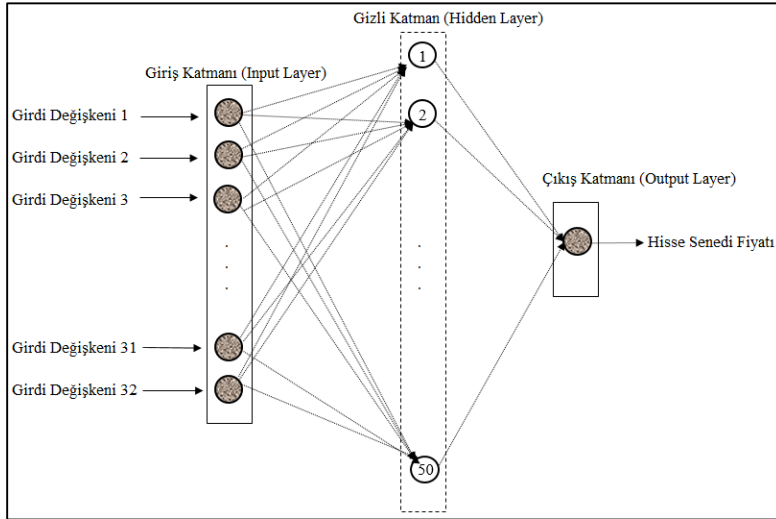 Gizli Katman (Hidden Layer)
Giriş Katmanı (Input Layer)
1
Girdi Değişkeni 1
2
Girdi Değişkeni 2
Girdi Değişkeni 3
Çıkış Katmanı (Output Layer)
Hisse Senedi Fiyatı
Girdi Değişkeni 31
Girdi Değişkeni 32
50